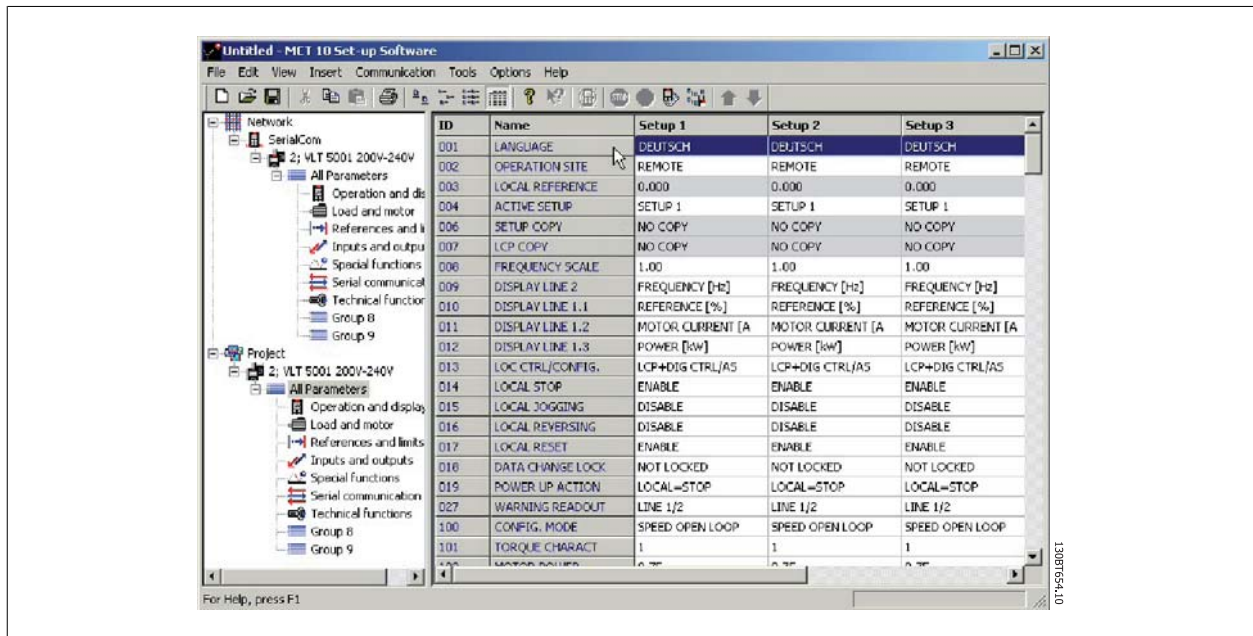 Untitled - MCT 10 Set-up Software
File Edit View Insert Communication Tools Options Help
Network
SerialCom
2; VLT 5001 200V-240V
All Parameters
Operation and dis
Load and motor
References and li
Inputs and outpu
Special functions
Serial communicat
Technical function
Group 8
Group 9
Project
2; VLT 5001 200V-240V
All Parameters
Operation and display
Load and motor
References and limits
Inputs and outputs
Special functions
Serial communication
Technical functions
Group 8
Group 9
ID Name Setup 1 Setup 2 Setup 3
001 LANGUAGE DEUTSCH DEUTSCH DEUTSCH
002 OPERATION SITE REMOTE REMOTE REMOTE
003 LOCAL REFERENCE 0.000 0.000 0.000
004 ACTIVE SETUP SETUP 1 SETUP 1 SETUP 1
006 SETUP COPY NO COPY NO COPY NO COPY
007 LCP COPY NO COPY NO COPY NO COPY
008 FREQUENCY SCALE 1.00 1.00 1.00
009 DISPLAY LINE 2 FREQUENCY [Hz] FREQUENCY [Hz] FREQUENCY [Hz]
010 DISPLAY LINE 1.1 REFERENCE [%] REFERENCE [%] REFERENCE [%]
011 DISPLAY LINE 1.2 MOTOR CURRENT [A MOTOR CURRENT [A MOTOR CURRENT [A
012 DISPLAY LINE 1.3 POWER [kW] POWER [kW] POWER [kW]
013 LOC CTRL/CONFIG. LCP+DIG CTRL/AS LCP+DIG CTRL/AS LCP+DIG CTRL/AS
014 LOCAL STOP ENABLE ENABLE ENABLE
015 LOCAL JOGGING DISABLE DISABLE DISABLE
016 LOCAL REVERSING DISABLE DISABLE DISABLE
017 LOCAL RESET ENABLE ENABLE ENABLE
018 DATA CHANGE LOCK NOT LOCKED NOT LOCKED NOT LOCKED
019 POWER UP ACTION LOCAL=STOP LOCAL=STOP LOCAL=STOP
027 WARNING READOUT LINE 1/2 LINE 1/2 LINE 1/2
100 CONFIG. MODE SPEED OPEN LOOP SPEED OPEN LOOP SPEED OPEN LOOP
101 TORQUE CHARACT 1 1 1
For Help, press F1
130BT654.10